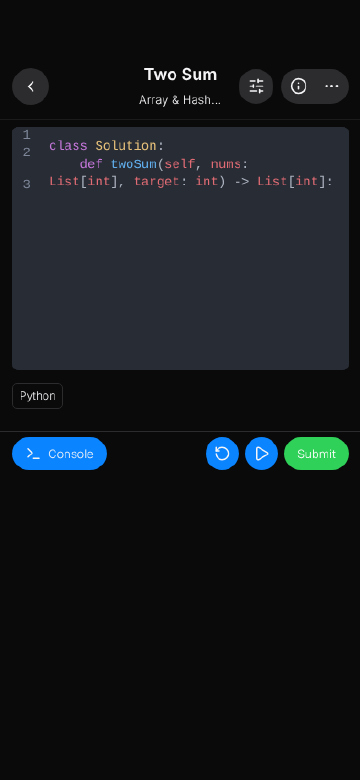 Two Sum
Array & Hash...
1
2 class Solution:
def twoSum(self, nums:
3 List[int], target: int) -> List[int]:
Python
Console
Submit